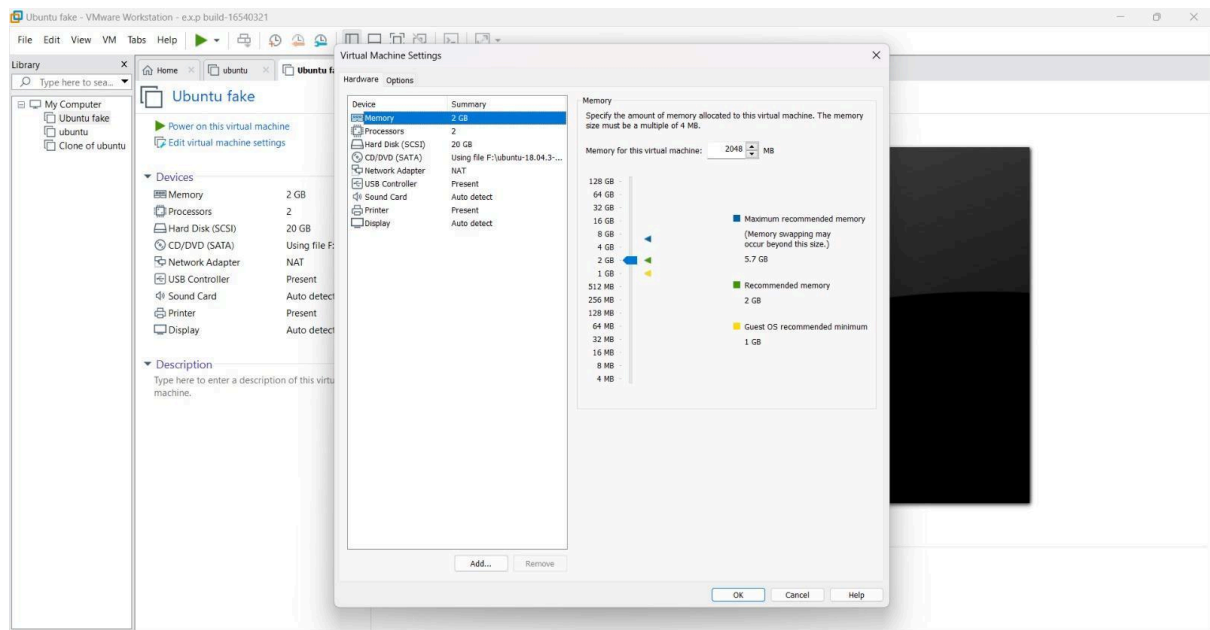 Ubuntu fake - VMware Workstation - e.x.p build-16540321
File Edit View VM Tabs Help
Library X
Type here to sea...
My Computer
Ubuntu fake
ubuntu
Clone of ubuntu
Home
ubuntu
Ubuntu fa
Ubuntu fake
Power on this virtual machine
Edit virtual machine settings
Devices
Memory 2 GB
Processors 2
Hard Disk (SCSI) 20 GB
CD/DVD (SATA) Using file F:
Network Adapter NAT
USB Controller Present
Sound Card Auto detect
Printer Present
Display Auto detect
Description
Type here to enter a description of this virtu
machine.
Virtual Machine Settings
Hardware Options
Device Summary
Memory 2 GB
Processors 2
Hard Disk (SCSI) 20 GB
CD/DVD (SATA) Using file F:\ubuntu-18.04.3-...
Network Adapter NAT
USB Controller Present
Sound Card Auto detect
Printer Present
Display Auto detect
Add... Remove
Memory
Specify the amount of memory allocated to this virtual machine. The memory
size must be a multiple of 4 MB.
Memory for this virtual machine: 2048 MB
128 GB
64 GB
32 GB
16 GB
8 GB
4 GB
2 GB
1 GB
512 MB
256 MB
128 MB
64 MB
32 MB
16 MB
8 MB
4 MB
Maximum recommended memory
(Memory swapping may
occur beyond this size.)
5.7 GB
Recommended memory
2 GB
Guest OS recommended minimum
1 GB
OK Cancel Help